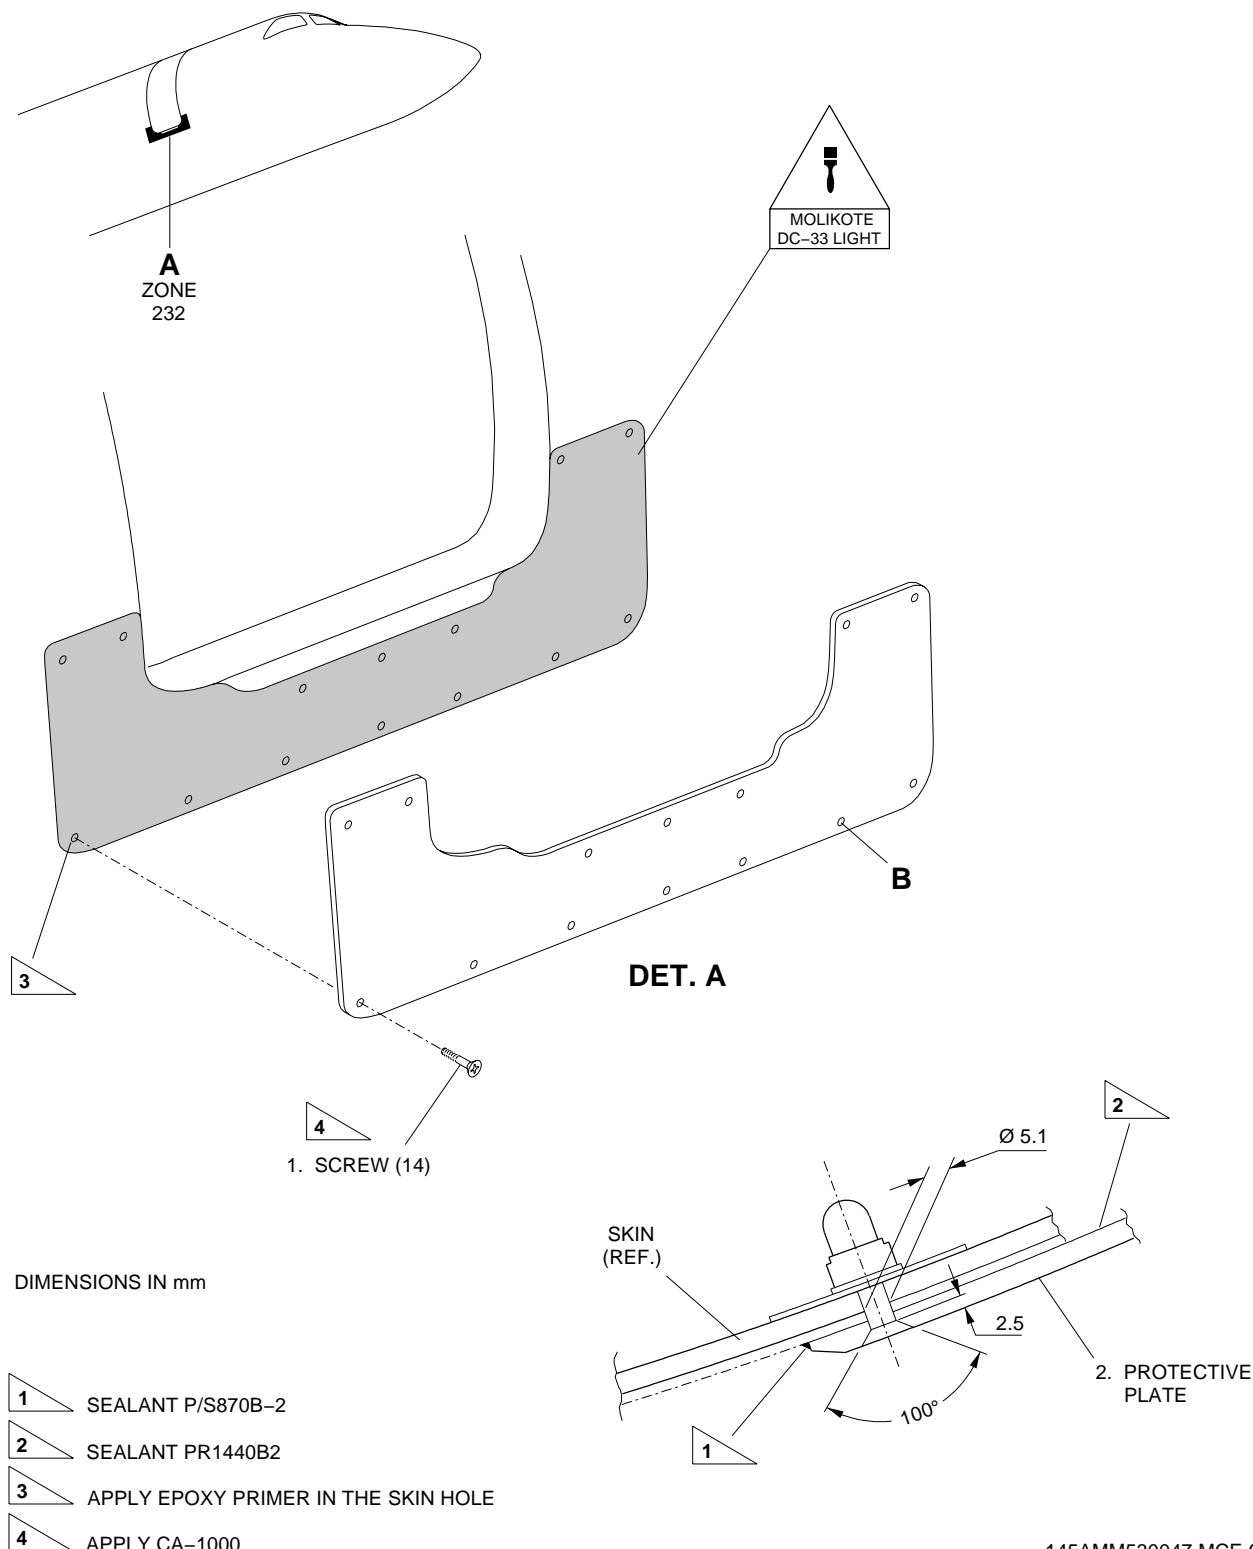 A
ZONE
232
MOLIKOTE
DC−33 LIGHT
B
DET. A
3
4
1. SCREW (14)
2
Ø 5.1
SKIN
(REF.)
DIMENSIONS IN mm
2.5
2. PROTECTIVE
PLATE
100°
1
1 SEALANT P/S870B−2
2 SEALANT PR1440B2
3 APPLY EPOXY PRIMER IN THE SKIN HOLE
4 APPLY CA−1000